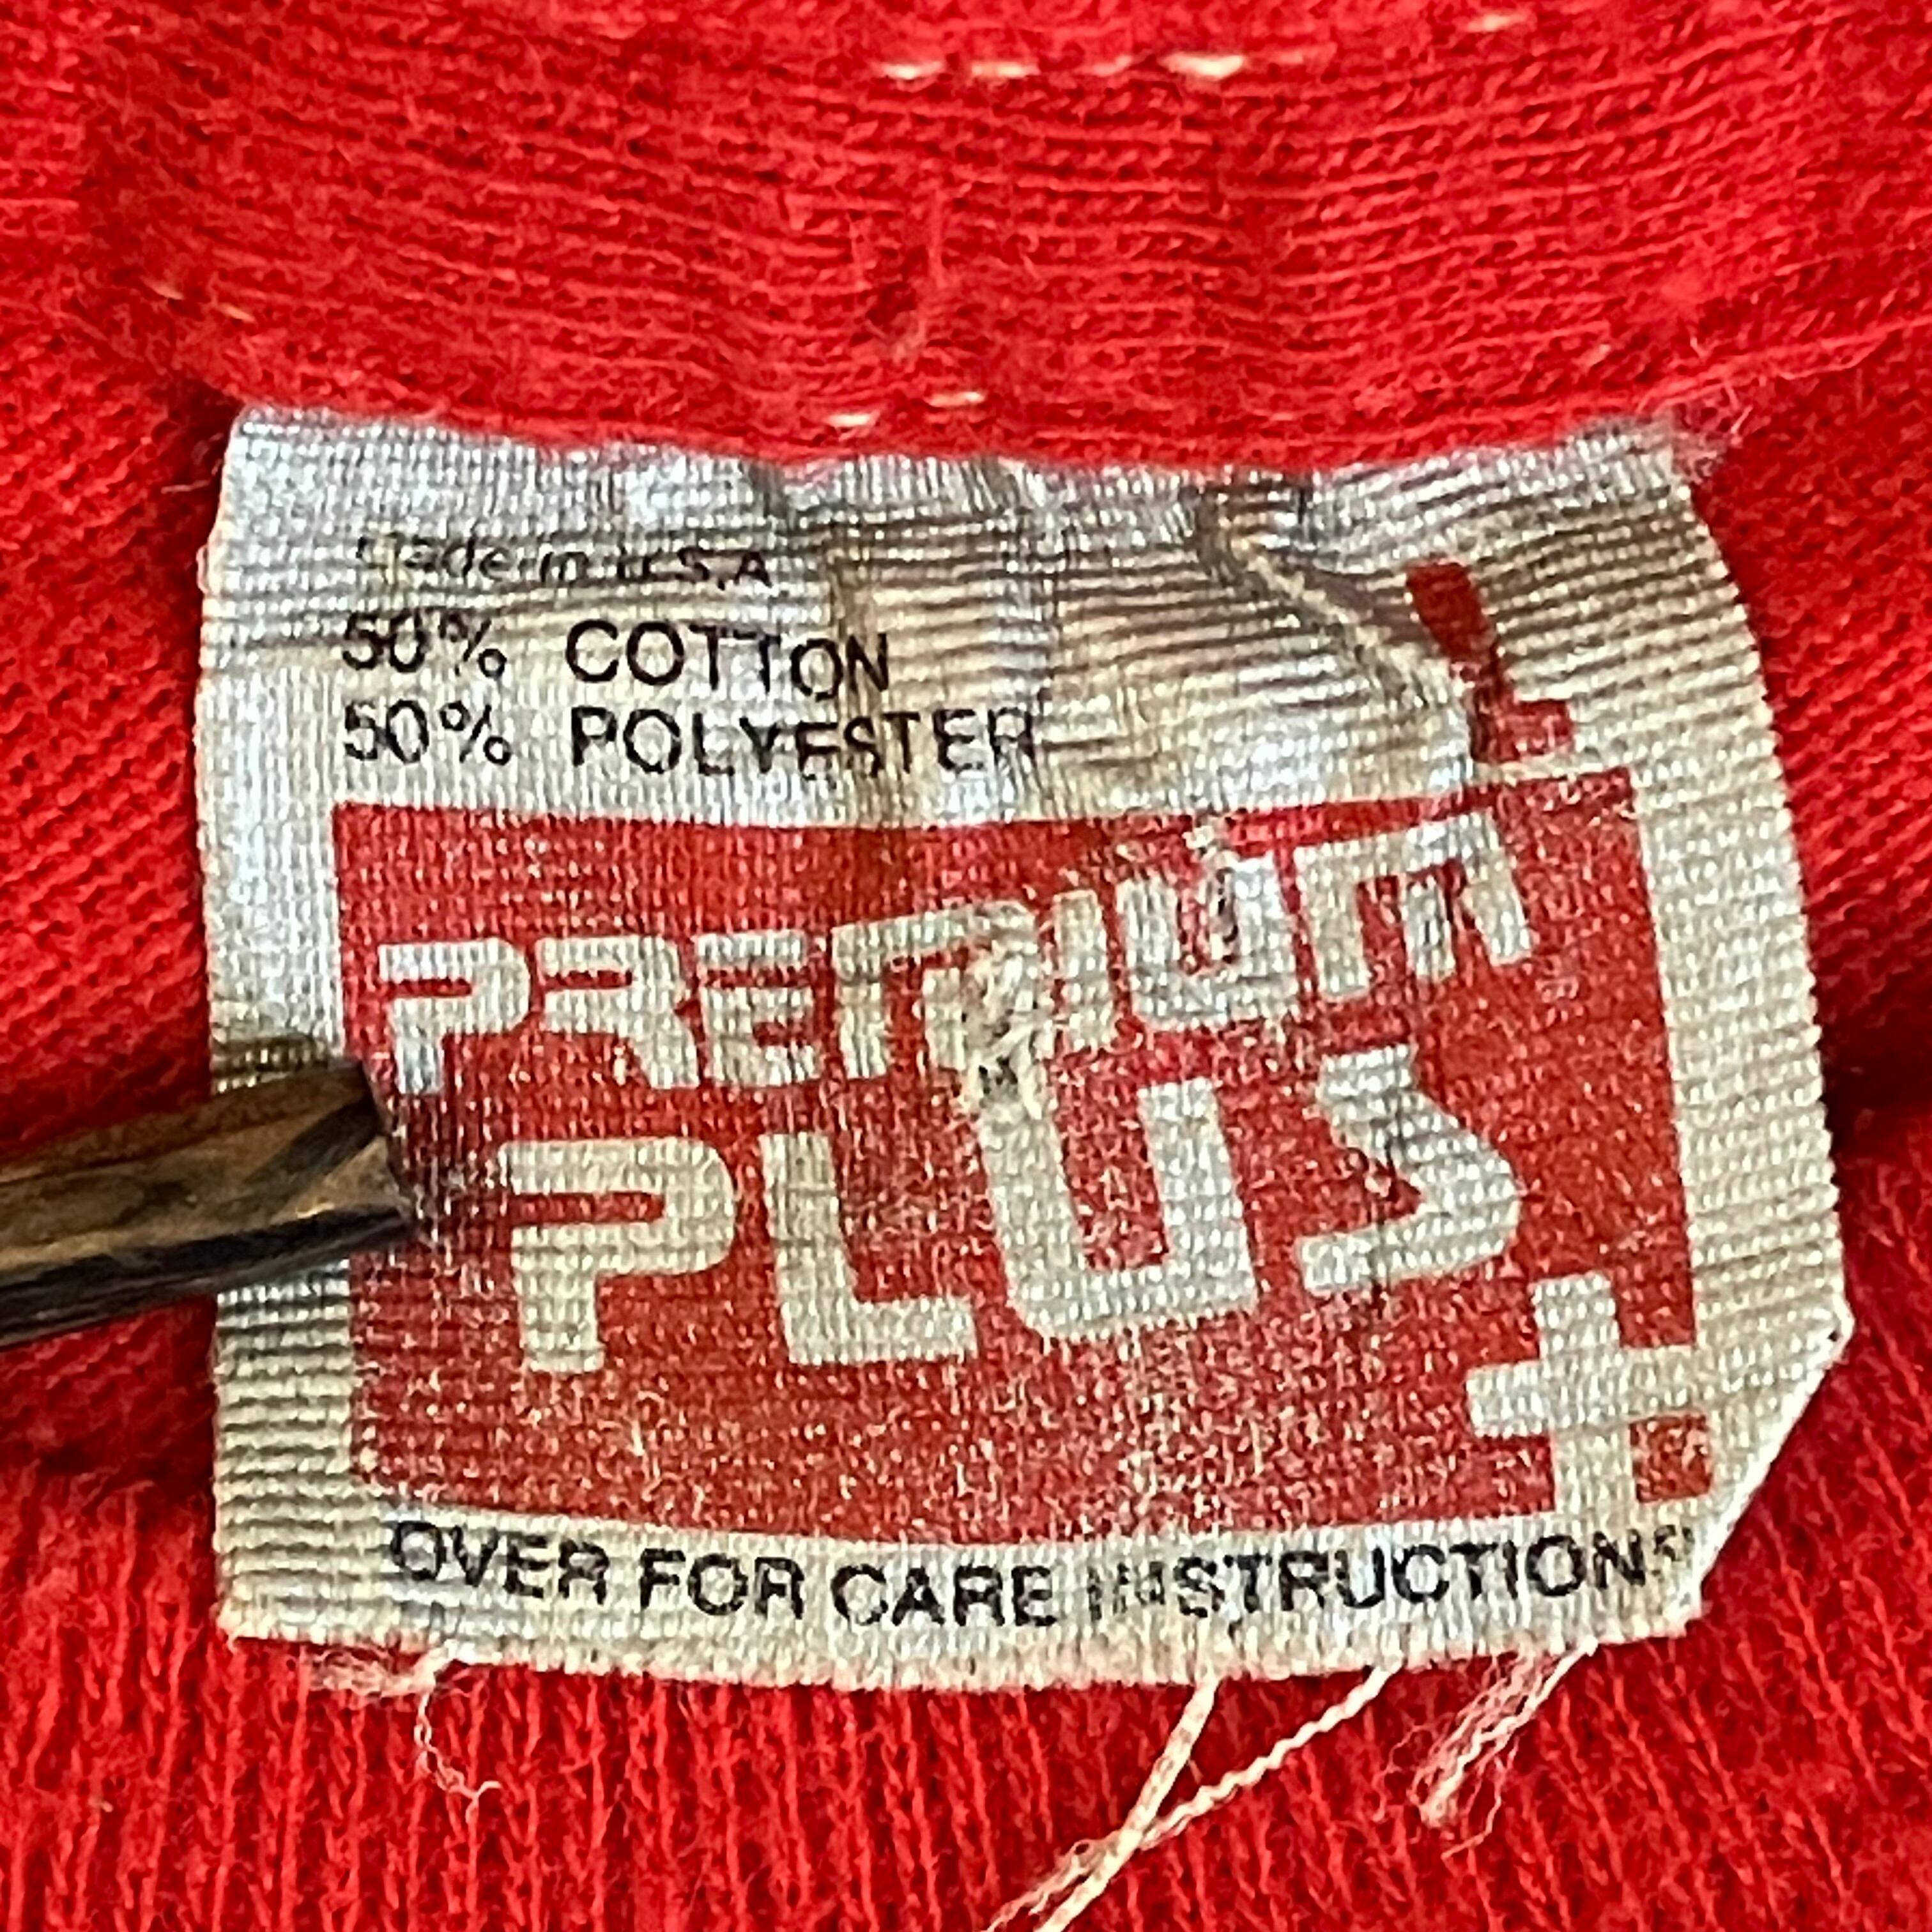 Made in U.S.A.
50% COTTON
50% POLYESTER
L
PREMIUM
PLUS
+
OVER FOR CARE INSTRUCTIONS